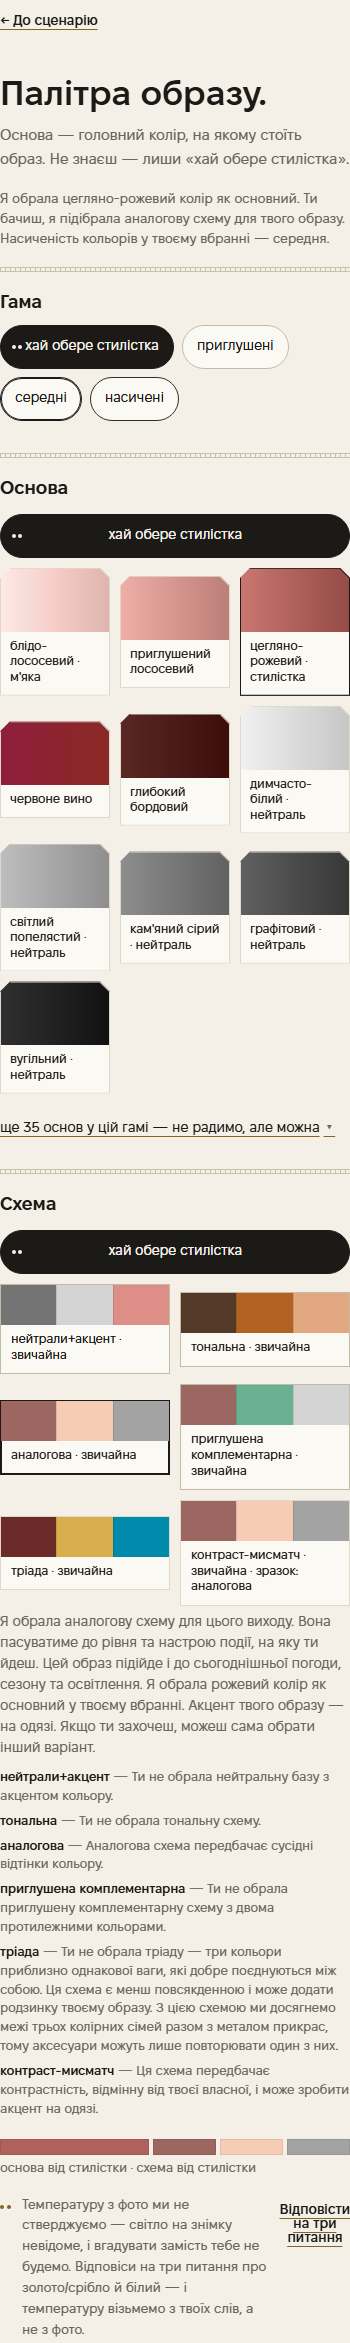 ← До сценарію
Палітра образу.
Основа — головний колір, на якому стоїть
образ. Не знаєш — лиши «хай обере стилістка».
Я обрала цегляно-рожевий колір як основний. Ти
бачиш, я підібрала аналогову схему для твого образу.
Насиченість кольорів у твоєму вбранні — середня.
Гама
хай обере стилістка
приглушені
середні
насичені
Основа
хай обере стилістка
блідо-
лососевий ·
м'яка
приглушений
лососевий
цегляно-
рожевий ·
стилістка
червоне вино
глибокий
бордовий
димчасто-
білий ·
нейтраль
світлий
попелястий ·
нейтраль
кам'яний сірий
· нейтраль
графітовий ·
нейтраль
вугільний ·
нейтраль
ще 35 основ у цій гамі — не радимо, але можна ▾
Схема
хай обере стилістка
нейтрали+акцент ·
звичайна
тональна · звичайна
аналогова · звичайна
приглушена
комплементарна ·
звичайна
тріада · звичайна
контраст-мисматч ·
звичайна · зразок:
аналогова
Я обрала аналогову схему для цього виходу. Вона
пасуватиме до рівня та настрою події, на яку ти
йдеш. Цей образ підійде і до сьогоднішньої погоди,
сезону та освітлення. Я обрала рожевий колір як
основний у твоєму вбранні. Акцент твого образу —
на одязі. Якщо ти захочеш, можеш сама обрати
інший варіант.
нейтрали+акцент — Ти не обрала нейтральну базу з
акцентом кольору.
тональна — Ти не обрала тональну схему.
аналогова — Аналогова схема передбачає сусідні
відтінки кольору.
приглушена комплементарна — Ти не обрала
приглушену комплементарну схему з двома
протилежними кольорами.
тріада — Ти не обрала тріаду — три кольори
приблизно однакової ваги, які добре поєднуються між
собою. Ця схема є менш повсякденною і може додати
родзинку твоєму образу. З цією схемою ми досягнемо
межі трьох колірних сімей разом з металом прикрас,
тому аксесуари можуть лише повторювати один з них.
контраст-мисматч — Ця схема передбачає
контрастність, відмінну від твоєї власної, і може зробити
акцент на одязі.
основа від стилістки · схема від стилістки
Температуру з фото ми не
стверджуємо — світло на знімку
невідоме, і вгадувати замість тебе не
будемо. Відповіси на три питання про
золото/срібло й білий — і
температуру візьмемо з твоїх слів, а
не з фото.
Відповісти
на три
питання